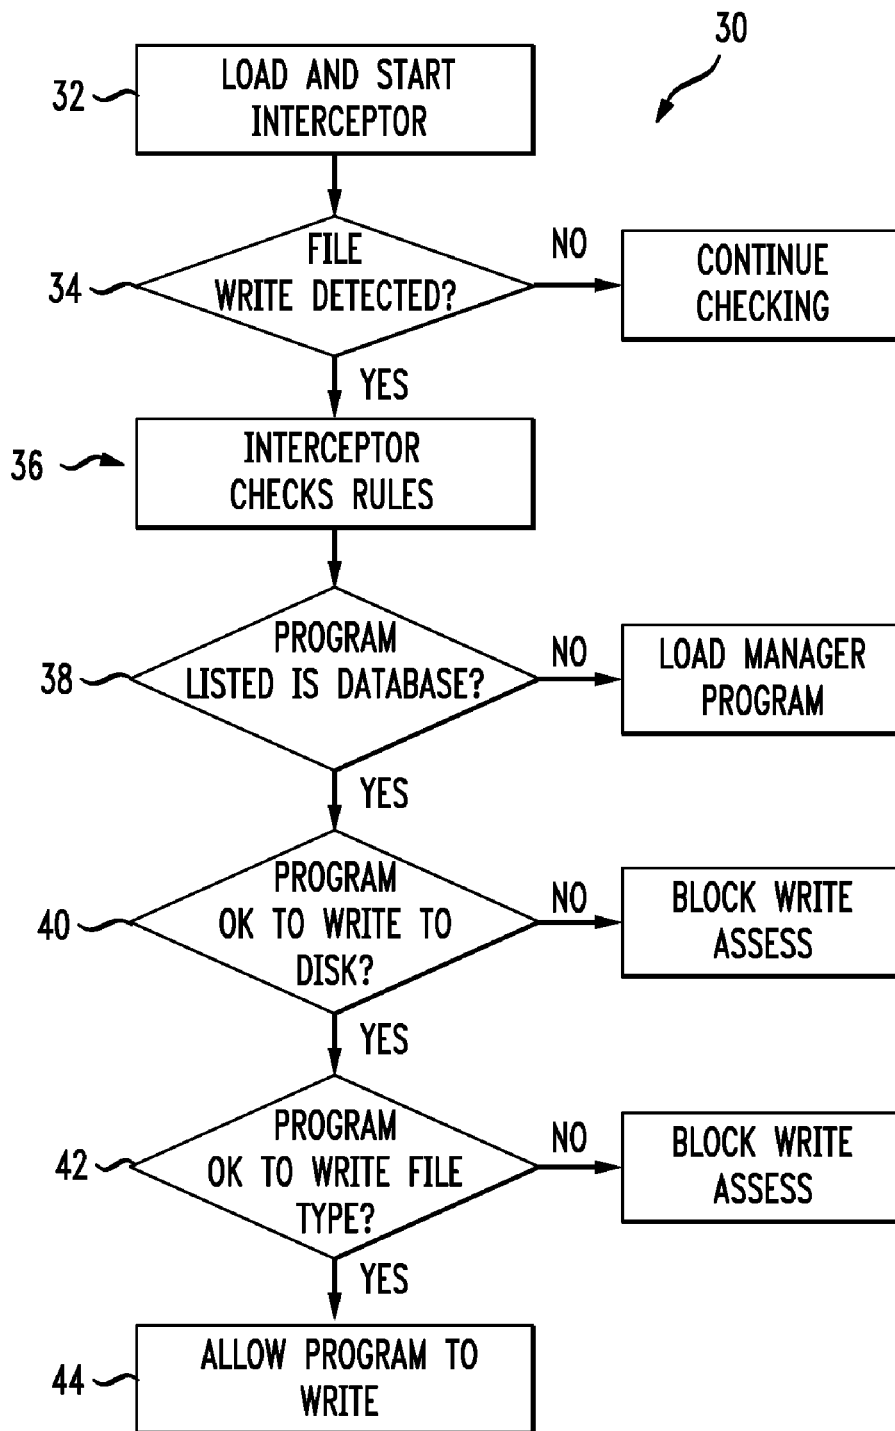 30
32
LOAD AND START
INTERCEPTOR
34
FILE
WRITE DETECTED?
NO
CONTINUE
CHECKING
YES
36
INTERCEPTOR
CHECKS RULES
38
PROGRAM
LISTED IS DATABASE?
NO
LOAD MANAGER
PROGRAM
YES
40
PROGRAM
OK TO WRITE TO
DISK?
NO
BLOCK WRITE
ASSESS
YES
42
PROGRAM
OK TO WRITE FILE
TYPE?
NO
BLOCK WRITE
ASSESS
YES
44
ALLOW PROGRAM TO
WRITE